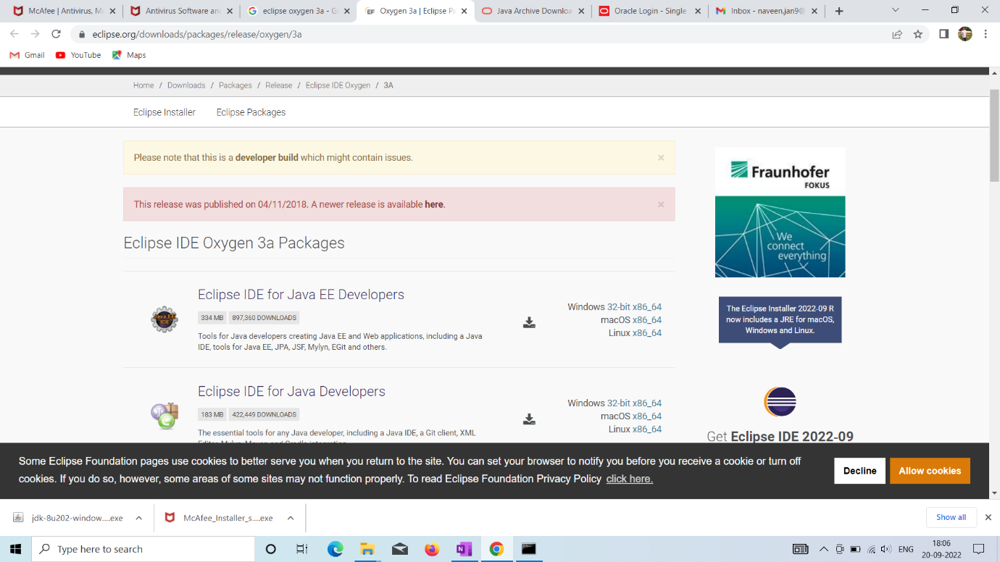 McAfee | Antivirus, Mc
Antivirus Software and
eclipse oxygen 3a - G
Oxygen 3a | Eclipse Pa
Java Archive Downloa
Oracle Login - Single
Inbox - naveen.jan9@
eclipse.org/downloads/packages/release/oxygen/3a
Gmail
YouTube
Maps
Home / Downloads / Packages / Release / Eclipse IDE Oxygen / 3A
Eclipse Installer
Eclipse Packages
Please note that this is a developer build which might contain issues.
This release was published on 04/11/2018. A newer release is available here.
Eclipse IDE Oxygen 3a Packages
Java EE
IDE
Eclipse IDE for Java EE Developers
334 MB
897,360 DOWNLOADS
Tools for Java developers creating Java EE and Web applications, including a Java
IDE, tools for Java EE, JPA, JSF, Mylyn, EGit and others.
Windows 32-bit x86_64
macOS x86_64
Linux x86_64
Eclipse IDE for Java Developers
183 MB
422,449 DOWNLOADS
The essential tools for any Java developer, including a Java IDE, a Git client, XML
Windows 32-bit x86_64
macOS x86_64
Linux x86_64
Fraunhofer
FOKUS
We
connect
everything
The Eclipse Installer 2022-09 R
now includes a JRE for macOS,
Windows and Linux.
Get Eclipse IDE 2022-09
Some Eclipse Foundation pages use cookies to better serve you when you return to the site. You can set your browser to notify you before you receive a cookie or turn off
cookies. If you do so, however, some areas of some sites may not function properly. To read Eclipse Foundation Privacy Policy click here.
Decline
Allow cookies
jdk-8u202-window....exe
McAfee_Installer_s....exe
Show all
Type here to search
ENG
18:06
20-09-2022